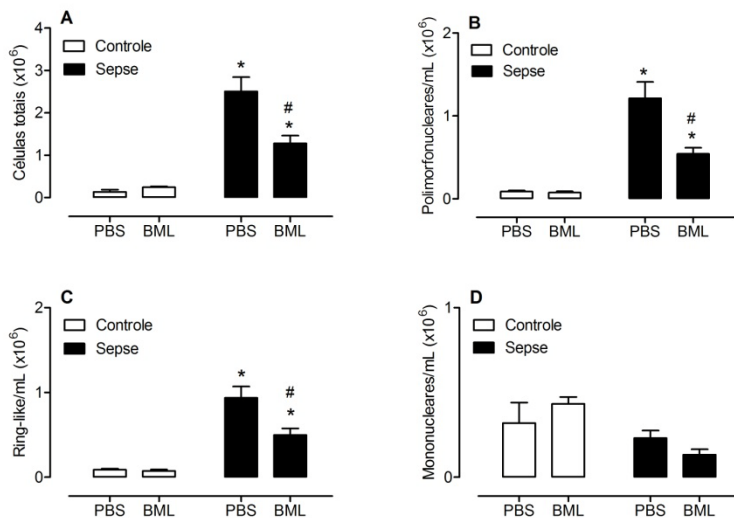 A
Controle
Sepse
Células totais (x10⁶)
4
3
2
1
0
*
#
*
PBS
BML
PBS
BML
B
Controle
Sepse
Polimorfonucleares/mL (x10⁶)
2
1
0
*
#
*
PBS
BML
PBS
BML
C
Controle
Sepse
Ring-like/mL (x10⁶)
2
1
0
*
#
*
PBS
BML
PBS
BML
D
Controle
Sepse
Mononucleares/mL (x10⁶)
1
0
PBS
BML
PBS
BML